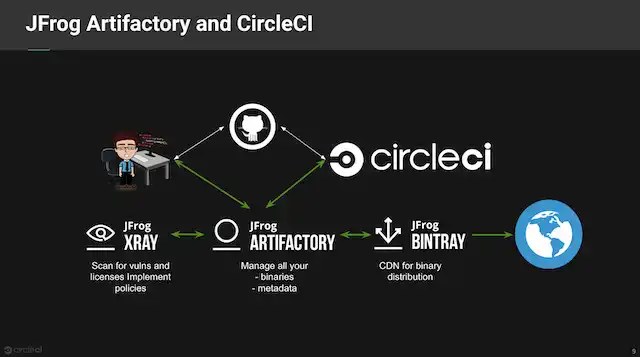 JFrog Artifactory and CircleCI
circleci
JFrog
XRAY
Scan for vulns and
licenses Implement
policies
JFrog
ARTIFACTORY
Manage all your
- binaries
- metadata
JFrog
BINTRAY
CDN for binary
distribution
circleci
9